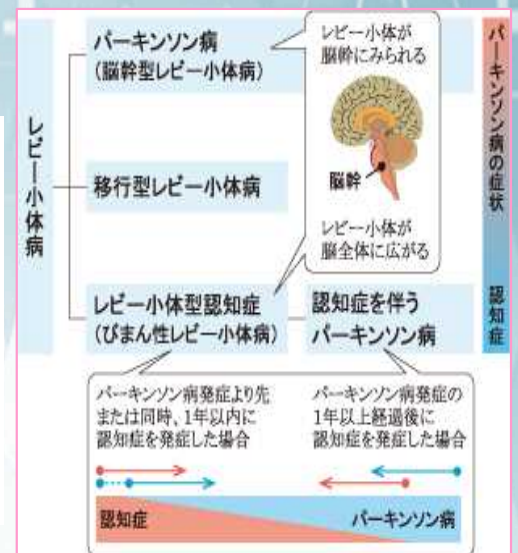 レビー小体病
パーキンソン病
(脳幹型レビー小体病)
レビー小体が
脳幹にみられる
脳幹
レビー小体が
脳全体に広がる
移行型レビー小体病
レビー小体型認知症
(びまん性レビー小体病)
認知症を伴う
パーキンソン病
パーキンソン病の症状
認知症
パーキンソン病発症より先
または同時、1年以内に
認知症を発症した場合
パーキンソン病発症の
1年以上経過後に
認知症を発症した場合
認知症
パーキンソン病